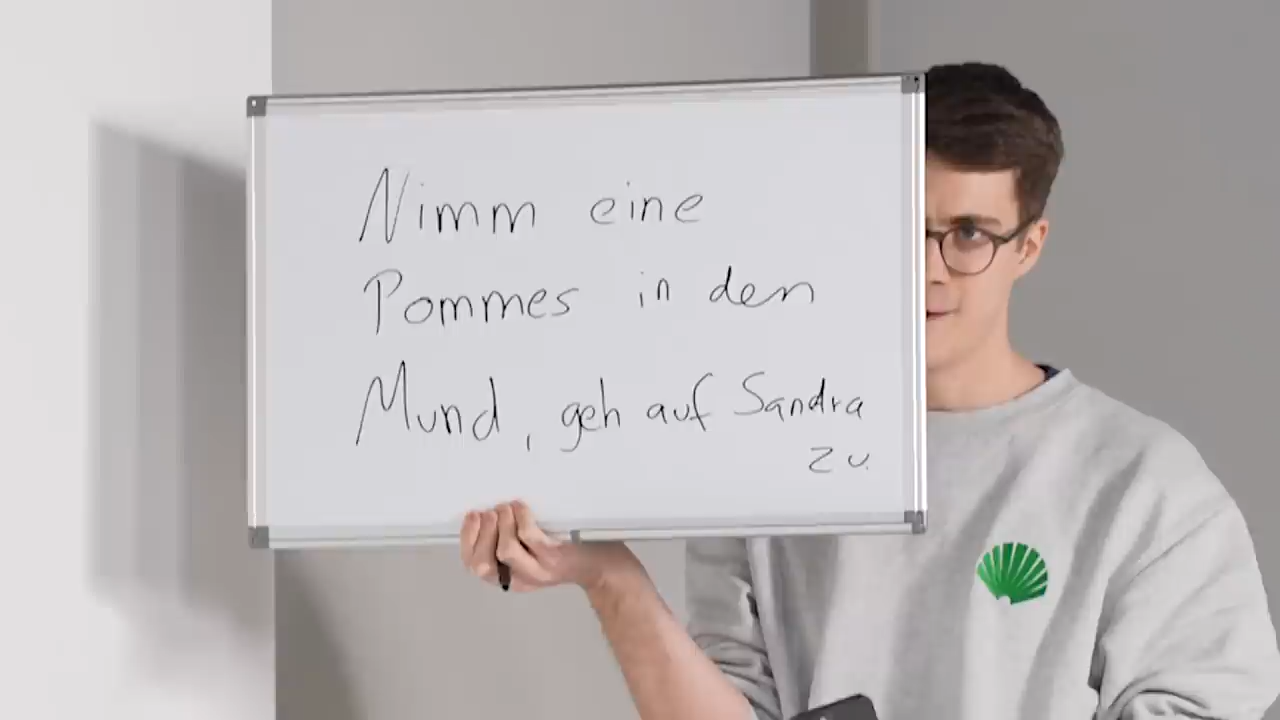 Nimm eine
Pommes in den
Mund, geh auf Sandra
zu.